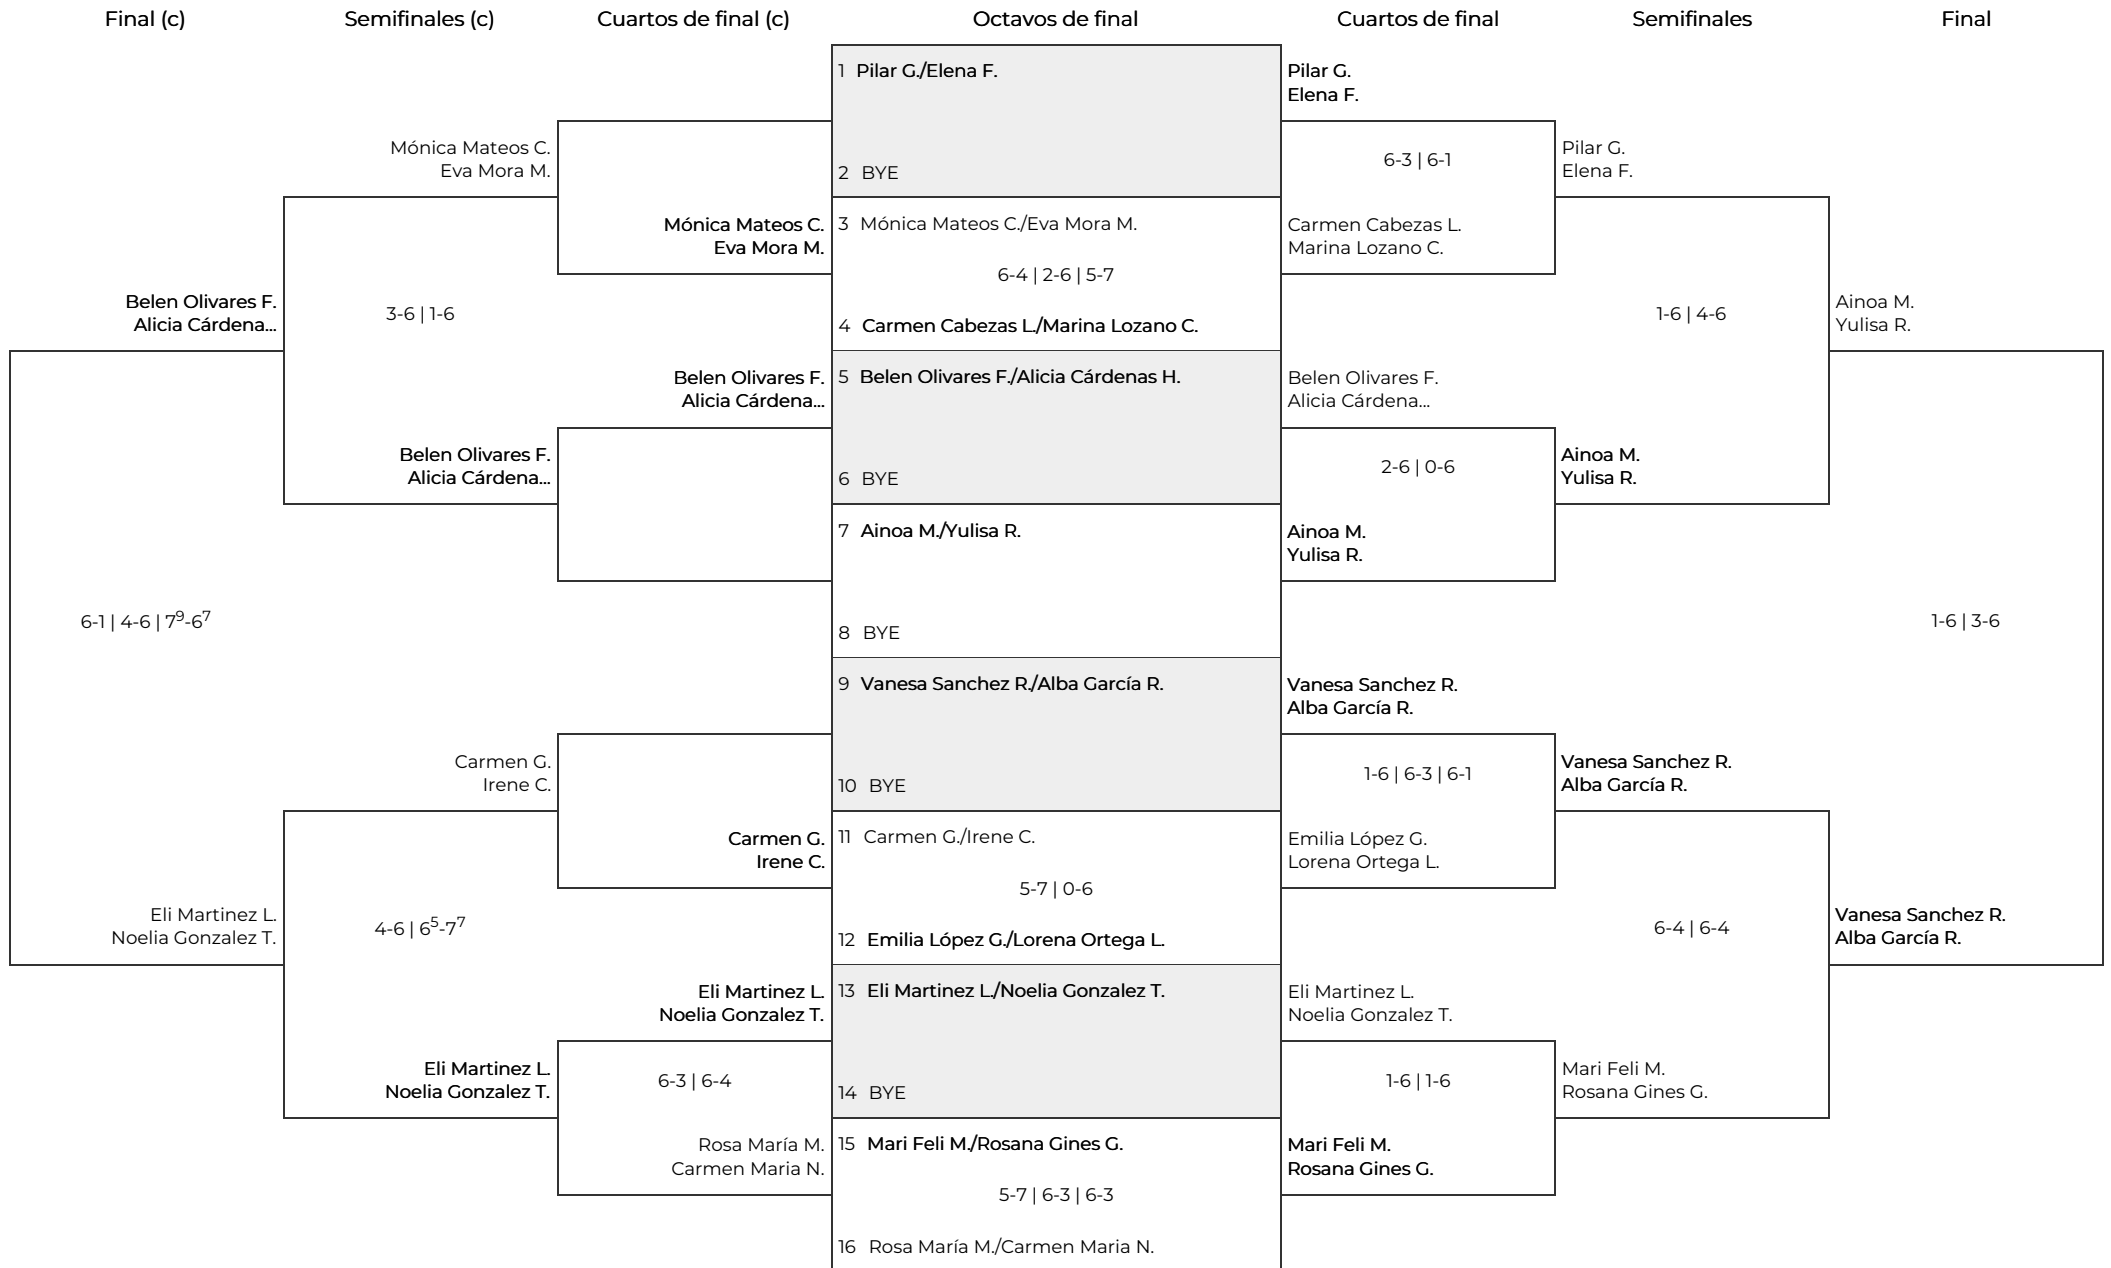 Final (c)
Semifinales (c)
Cuartos de final (c)
Octavos de final
Cuartos de final
Semifinales
Final
Belen Olivares F.
Alicia Cárdena...
6-1 | 4-6 | 7⁹-6⁷
Eli Martinez L.
Noelia Gonzalez T.
Mónica Mateos C.
Eva Mora M.
3-6 | 1-6
Belen Olivares F.
Alicia Cárdena...
Carmen G.
Irene C.
4-6 | 6⁵-7⁷
Eli Martinez L.
Noelia Gonzalez T.
Mónica Mateos C.
Eva Mora M.
Belen Olivares F.
Alicia Cárdena...
Carmen G.
Irene C.
Eli Martinez L.
Noelia Gonzalez T.
6-3 | 6-4
Rosa María M.
Carmen Maria N.
1 Pilar G./Elena F.
2 BYE
3 Mónica Mateos C./Eva Mora M.
6-4 | 2-6 | 5-7
4 Carmen Cabezas L./Marina Lozano C.
5 Belen Olivares F./Alicia Cárdenas H.
6 BYE
7 Ainoa M./Yulisa R.
8 BYE
9 Vanesa Sanchez R./Alba García R.
10 BYE
11 Carmen G./Irene C.
5-7 | 0-6
12 Emilia López G./Lorena Ortega L.
13 Eli Martinez L./Noelia Gonzalez T.
14 BYE
15 Mari Feli M./Rosana Gines G.
5-7 | 6-3 | 6-3
16 Rosa María M./Carmen Maria N.
Pilar G.
Elena F.
6-3 | 6-1
Carmen Cabezas L.
Marina Lozano C.
Belen Olivares F.
Alicia Cárdena...
2-6 | 0-6
Ainoa M.
Yulisa R.
Vanesa Sanchez R.
Alba García R.
1-6 | 6-3 | 6-1
Emilia López G.
Lorena Ortega L.
Eli Martinez L.
Noelia Gonzalez T.
1-6 | 1-6
Mari Feli M.
Rosana Gines G.
Pilar G.
Elena F.
1-6 | 4-6
Ainoa M.
Yulisa R.
Vanesa Sanchez R.
Alba García R.
6-4 | 6-4
Mari Feli M.
Rosana Gines G.
Ainoa M.
Yulisa R.
1-6 | 3-6
Vanesa Sanchez R.
Alba García R.